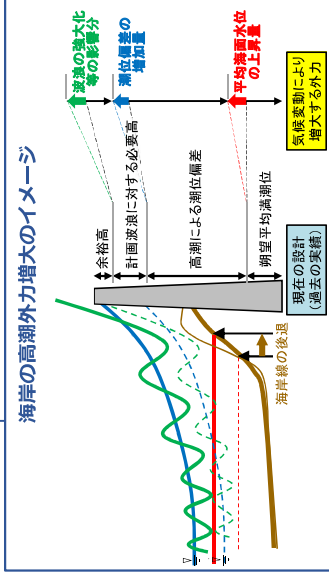 海岸の高潮外力増大のイメージ
波浪の強大化
等の影響分
潮位偏差の
増加量
平均海面水位
の上昇量
気候変動により
増大する外力
余裕高
計画波浪に対する必要高
高潮による潮位偏差
朔望平均満潮位
現在の設計
(過去の実績)
海岸線の後退